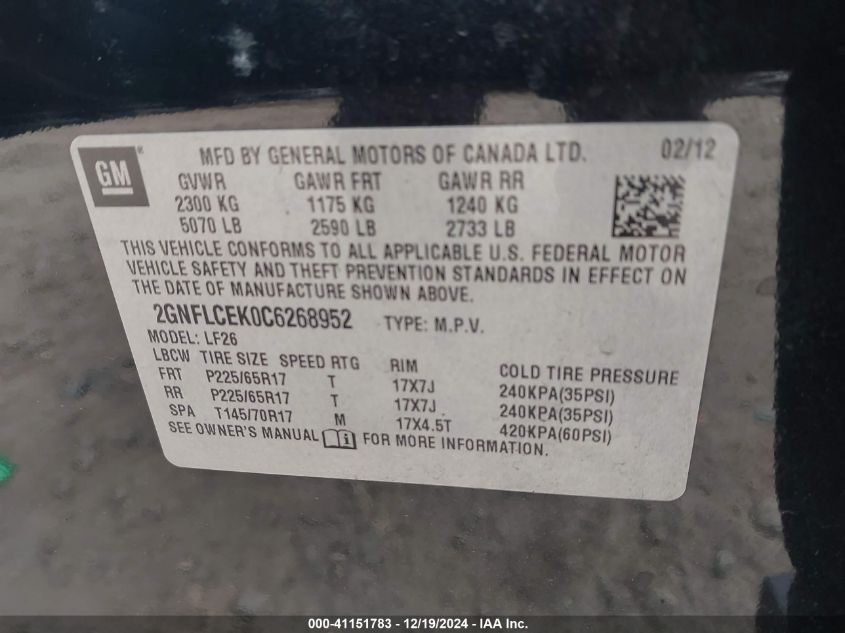 GM®
MFD BY GENERAL MOTORS OF CANADA LTD. 02/12
GVWR GAWR FRT GAWR RR
2300 KG 1175 KG 1240 KG
5070 LB 2590 LB 2733 LB
THIS VEHICLE CONFORMS TO ALL APPLICABLE U.S. FEDERAL MOTOR
VEHICLE SAFETY AND THEFT PREVENTION STANDARDS IN EFFECT ON
THE DATE OF MANUFACTURE SHOWN ABOVE.
2GNFLCEK0C6268952 TYPE: M.P.V.
MODEL: LF26
LBCW TIRE SIZE SPEED RTG RIM COLD TIRE PRESSURE
FRT P225/65R17 T 17X7J 240KPA(35PSI)
RR P225/65R17 T 17X7J 240KPA(35PSI)
SPA T145/70R17 M 17X4.5T 420KPA(60PSI)
SEE OWNER'S MANUAL FOR MORE INFORMATION.
000-41151783 - 12/19/2024 - IAA Inc.